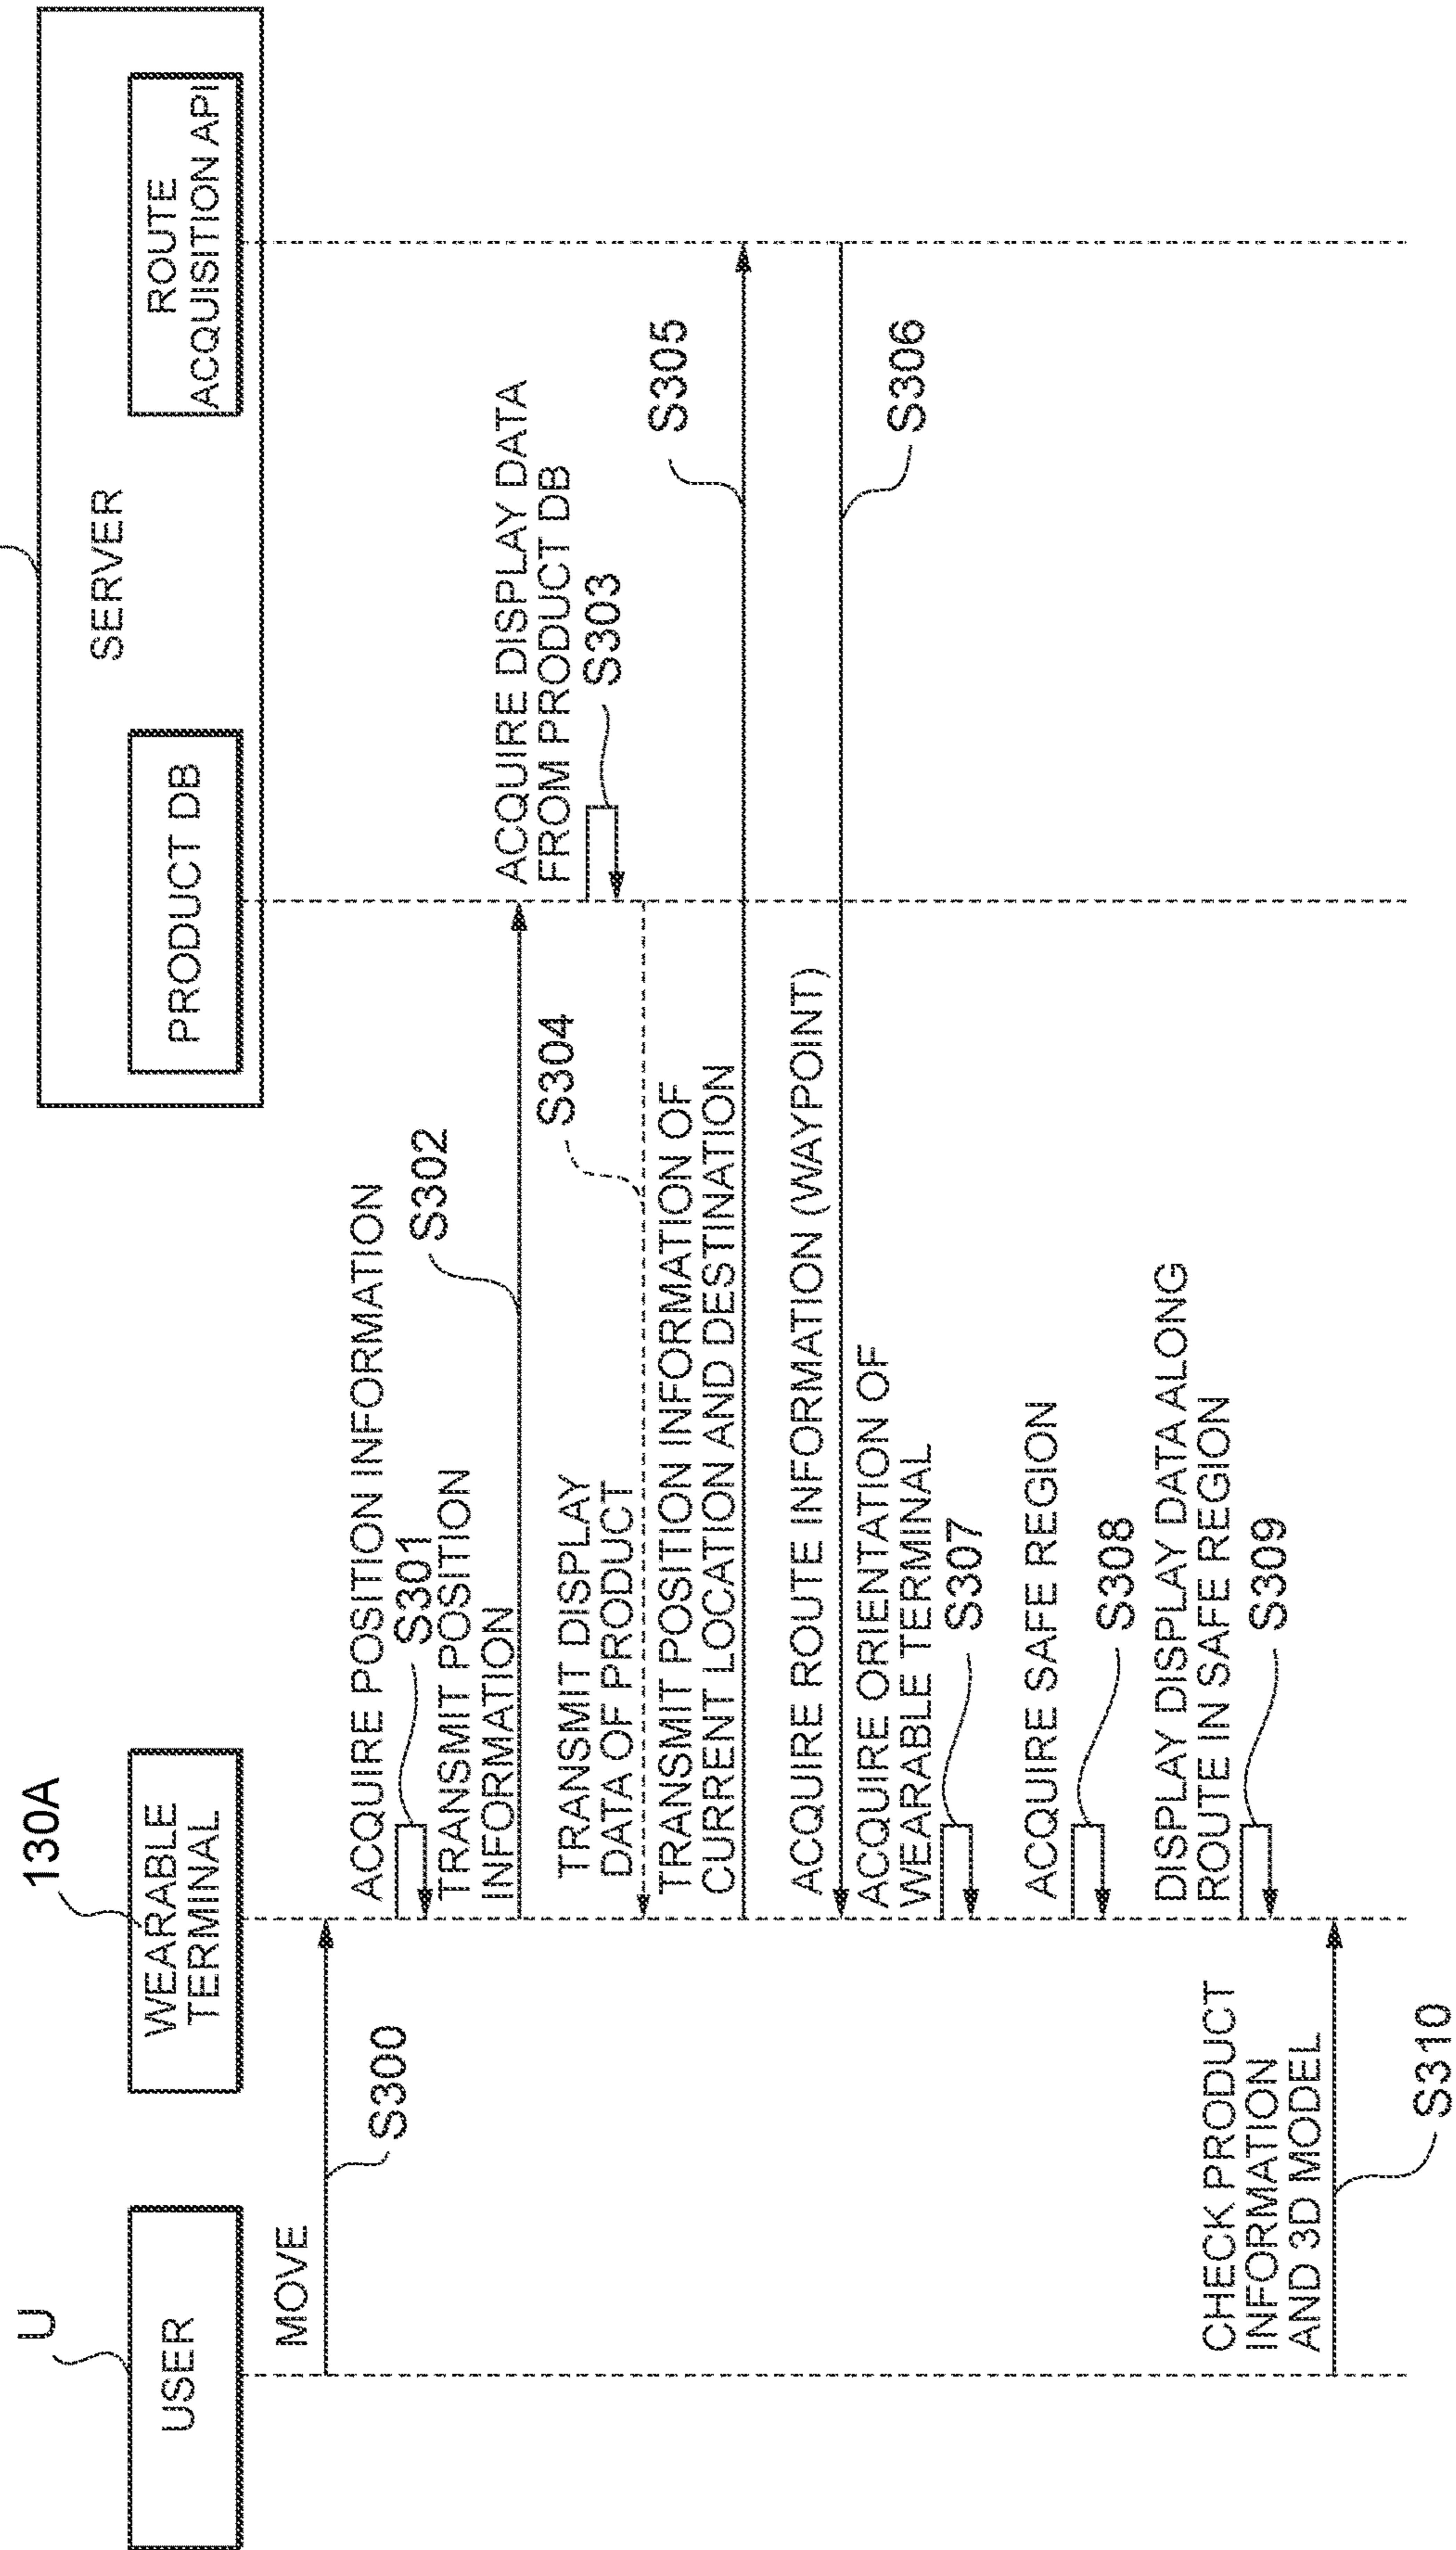 U
USER
130A
WEARABLE
TERMINAL
SERVER
PRODUCT DB
ROUTE
ACQUISITION API
MOVE
S300
ACQUIRE POSITION INFORMATION
S301
TRANSMIT POSITION
INFORMATION
S302
ACQUIRE DISPLAY DATA
FROM PRODUCT DB
S303
TRANSMIT DISPLAY
DATA OF PRODUCT
S304
TRANSMIT POSITION INFORMATION OF
CURRENT LOCATION AND DESTINATION
S305
ACQUIRE ROUTE INFORMATION (WAYPOINT)
S306
ACQUIRE ORIENTATION OF
WEARABLE TERMINAL
S307
ACQUIRE SAFE REGION
S308
DISPLAY DISPLAY DATA ALONG
ROUTE IN SAFE REGION
S309
CHECK PRODUCT
INFORMATION
AND 3D MODEL
S310